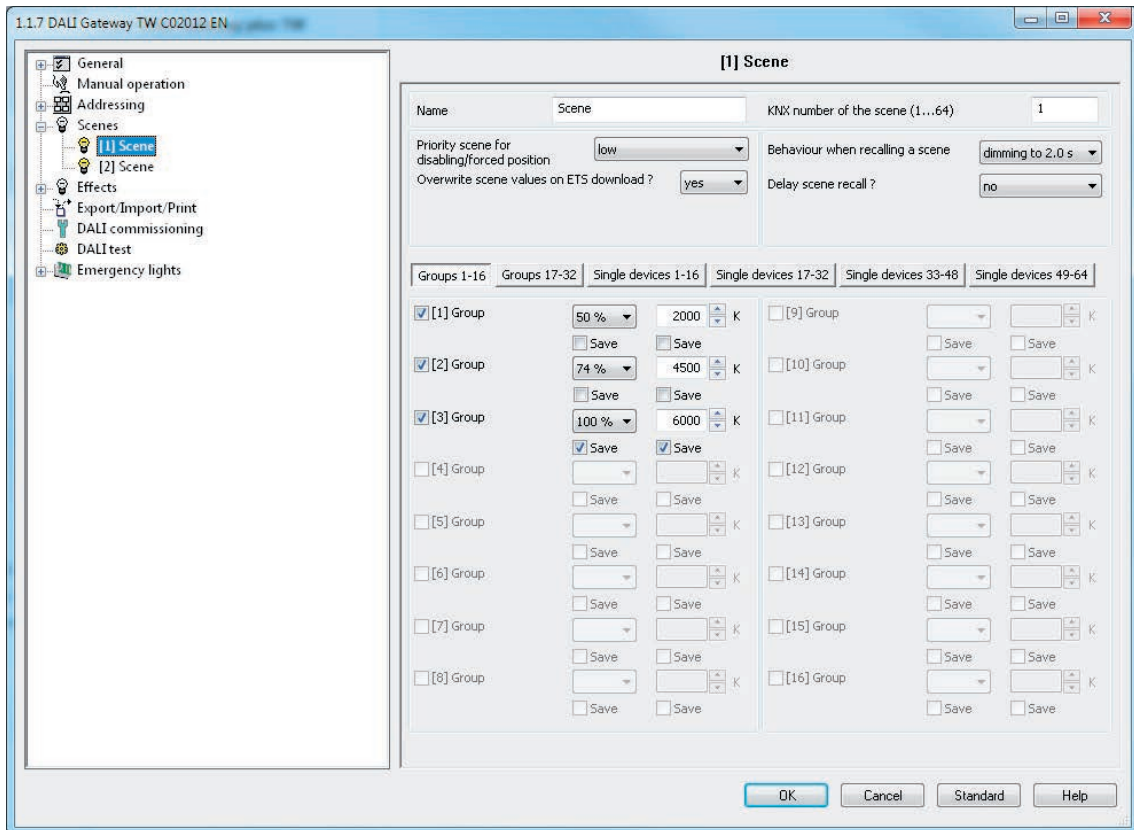 1.1.7 DALI Gateway TW C02012 EN
General
Manual operation
Addressing
Scenes
[1] Scene
[2] Scene
Effects
Export/Import/Print
DALI commissioning
DALI test
Emergency lights
[1] Scene
Name Scene KNX number of the scene (1...64) 1
Priority scene for
disabling/forced position low Behaviour when recalling a scene dimming to 2.0 s
Overwrite scene values on ETS download ? yes Delay scene recall ? no
Groups 1-16 Groups 17-32 Single devices 1-16 Single devices 17-32 Single devices 33-48 Single devices 49-64
[1] Group 50 % 2000 K [9] Group K
Save Save Save Save
[2] Group 74 % 4500 K [10] Group K
Save Save Save Save
[3] Group 100 % 6000 K [11] Group K
Save Save Save Save
[4] Group K [12] Group K
Save Save Save Save
[5] Group K [13] Group K
Save Save Save Save
[6] Group K [14] Group K
Save Save Save Save
[7] Group K [15] Group K
Save Save Save Save
[8] Group K [16] Group K
Save Save Save Save
OK Cancel Standard Help